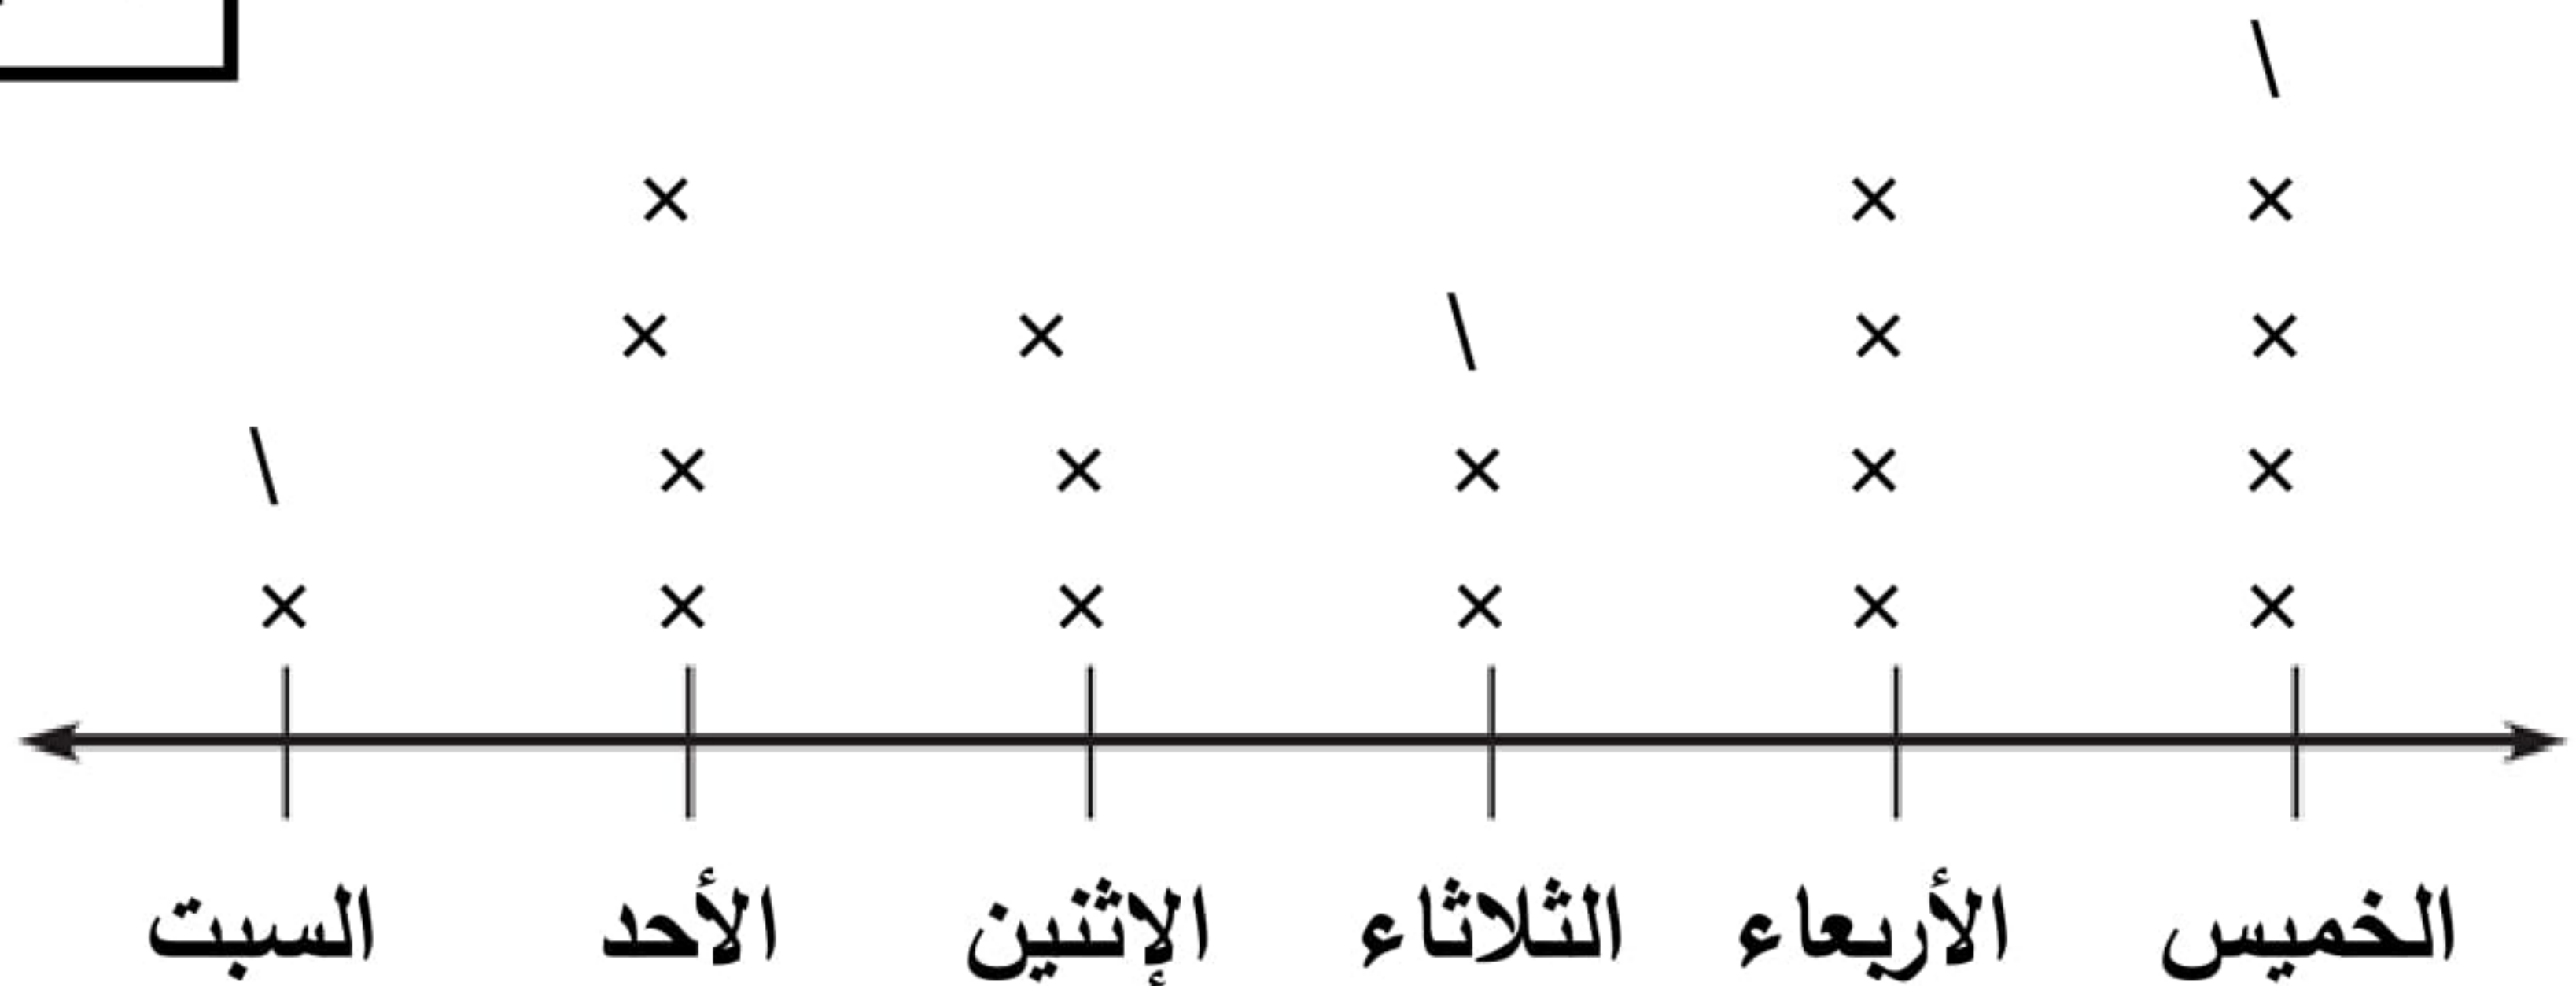 \
× × ×
× × \ × ×
\ × × × × ×
× × × × × ×
السبت الأحد الإثنين الثلاثاء الأربعاء الخميس